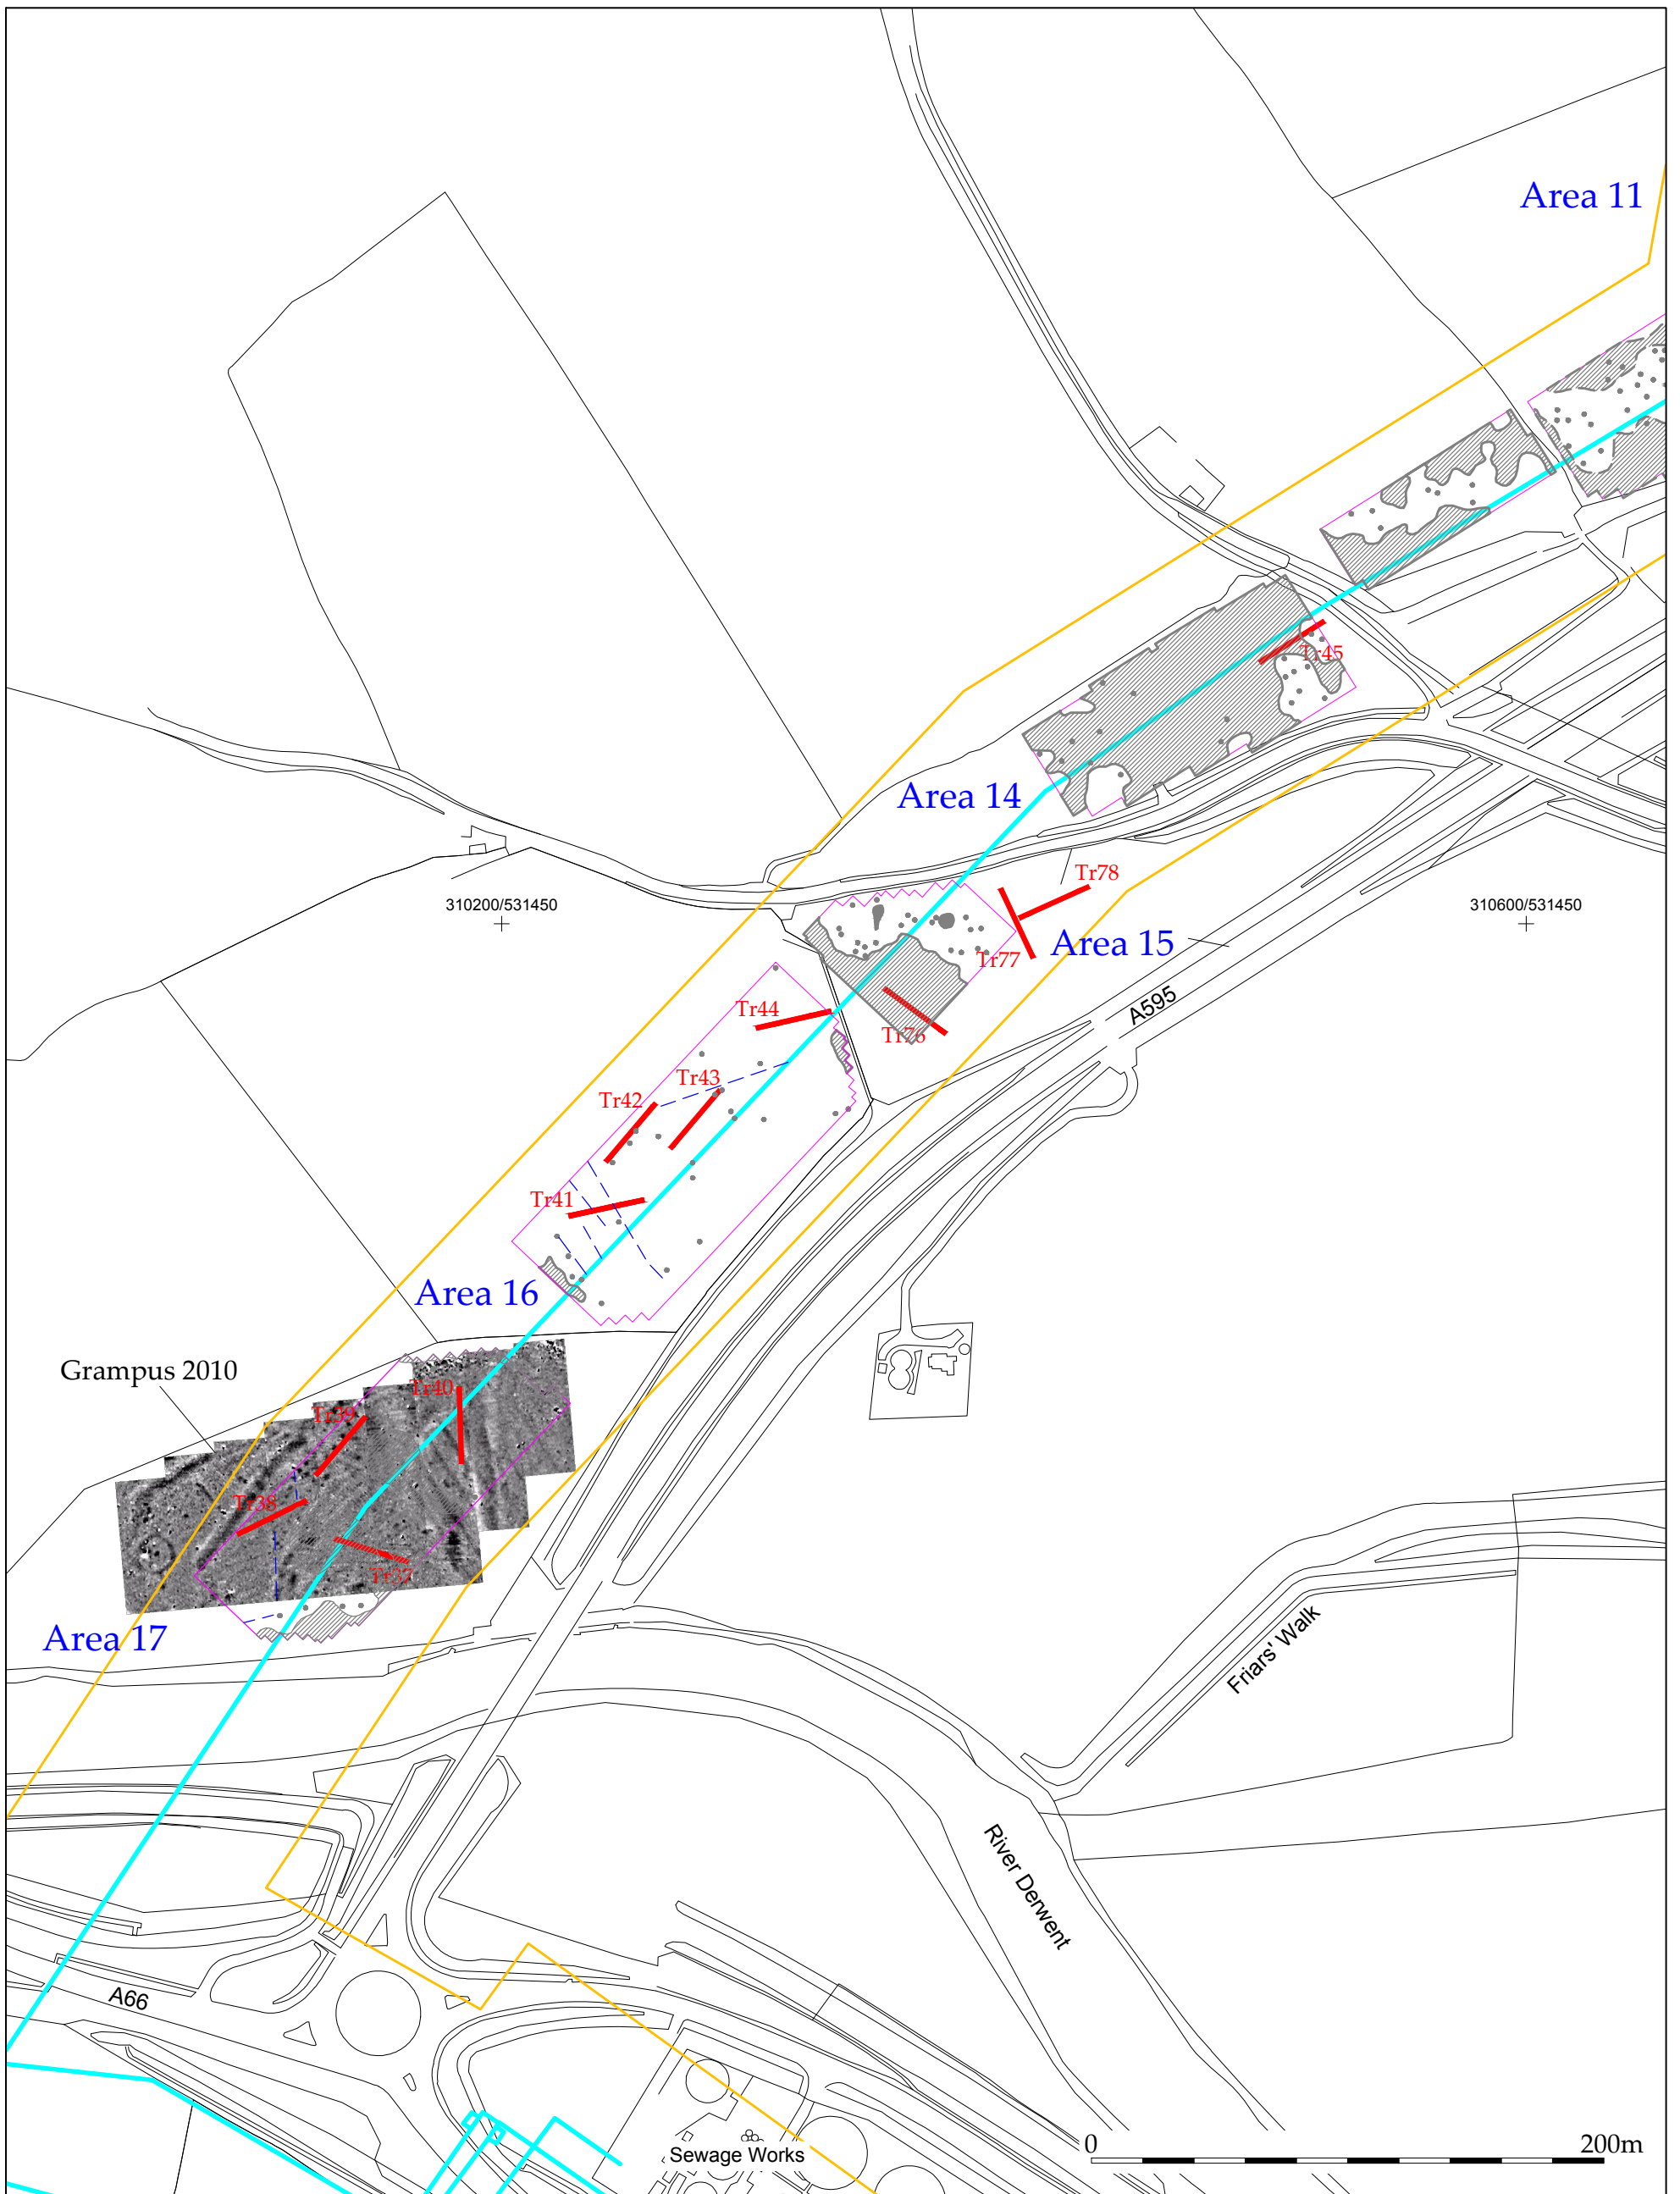 Area 11
Tr45
Area 14
Tr78
310200/531450
310600/531450
Area 15
Tr77
A595
Tr44
Tr76
Tr43
Tr42
Tr41
Area 16
Grampus 2010
Tr40
Tr39
Tr38
Tr37
Area 17
Friars' Walk
River Derwent
A66
0
200m
Sewage Works